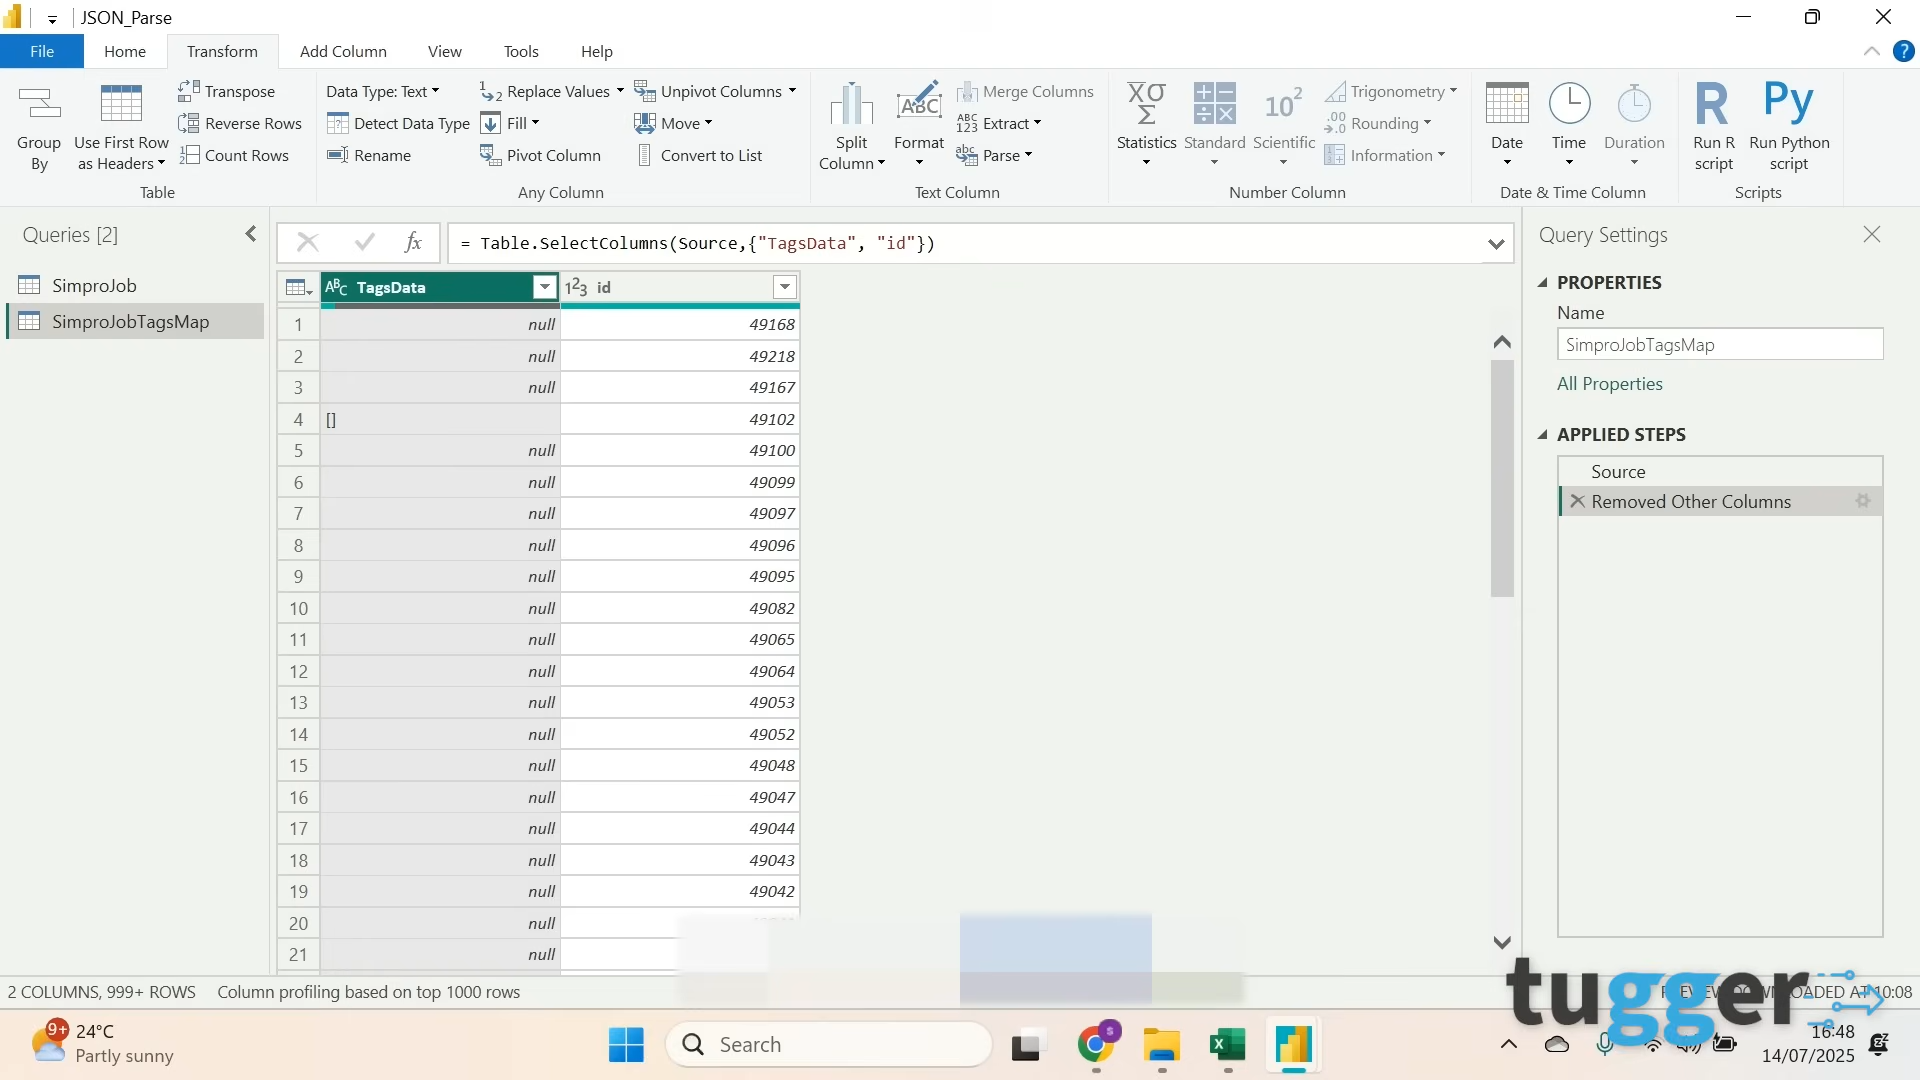 JSON_Parse
File
Home
Transform
Add Column
View
Tools
Help
Group By
Use First Row as Headers
Transpose
Reverse Rows
Count Rows
Table
Data Type: Text
Detect Data Type
Rename
Replace Values
Fill
Pivot Column
Unpivot Columns
Move
Convert to List
Any Column
Split Column
Format
Merge Columns
Extract
Parse
Text Column
Statistics
Standard
Scientific
Trigonometry
Rounding
Information
Number Column
Date
Time
Duration
Date & Time Column
Run R script
Run Python script
Scripts
Queries [2]
SimproJob
SimproJobTagsMap
= Table.SelectColumns(Source,{"TagsData", "id"})
TagsData id
1 null 49168
2 null 49218
3 null 49167
4 [] 49102
5 null 49100
6 null 49099
7 null 49097
8 null 49096
9 null 49095
10 null 49082
11 null 49065
12 null 49064
13 null 49053
14 null 49052
15 null 49048
16 null 49047
17 null 49044
18 null 49043
19 null 49042
20 null
21 null
Query Settings
PROPERTIES
Name
SimproJobTagsMap
All Properties
APPLIED STEPS
Source
Removed Other Columns
2 COLUMNS, 999+ ROWS
Column profiling based on top 1000 rows
tugger
24°C
Partly sunny
Search
16:48
14/07/2025